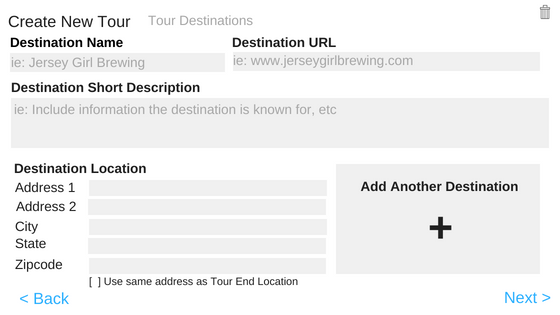 Create New Tour Tour Destinations
Destination Name Destination URL
ie: Jersey Girl Brewing ie: www.jerseygirlbrewing.com
Destination Short Description
ie: Include information the destination is known for, etc
Destination Location
Address 1
Address 2
City
State
Zipcode
[ ] Use same address as Tour End Location
Add Another Destination
+
< Back Next >